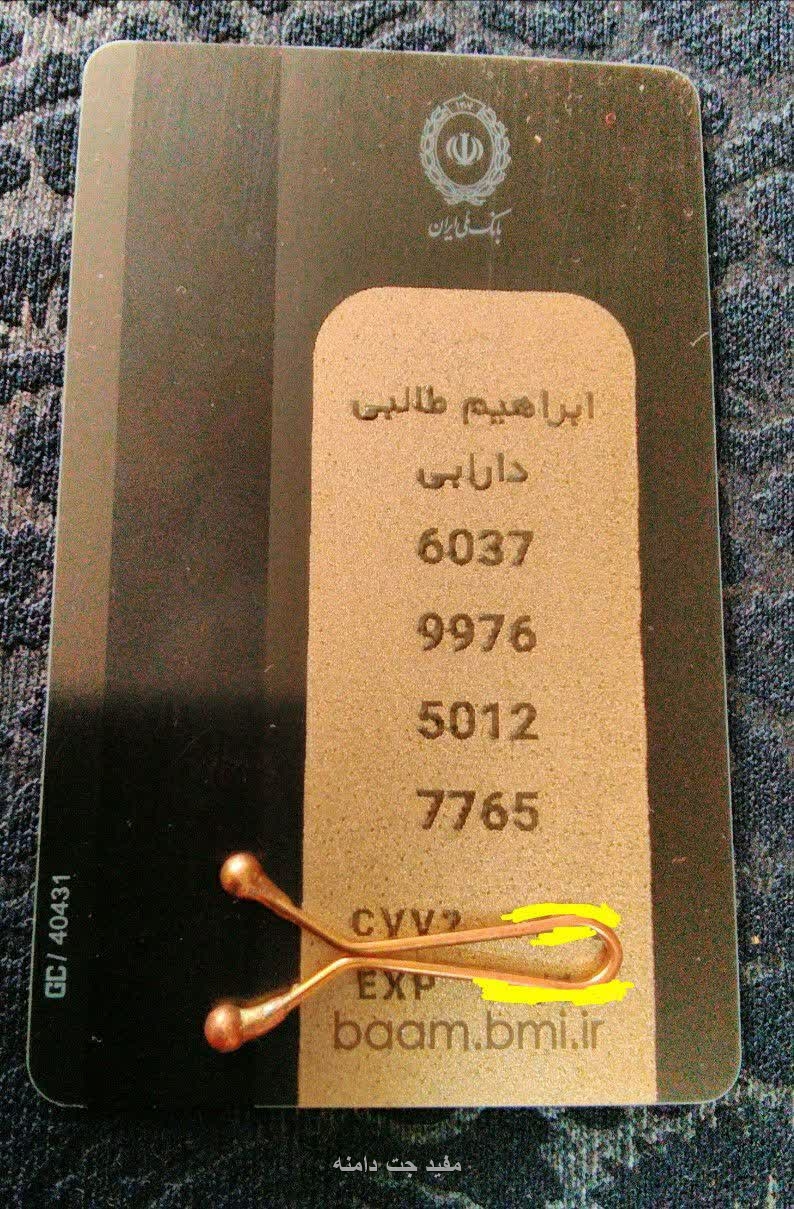 بانک ملی ایران
ابراهیم طالبی
دارابی
6037
9976
5012
7765
CVV2
EXP
baam.bmi.ir
GC/ 40431
مفید جت دامنه